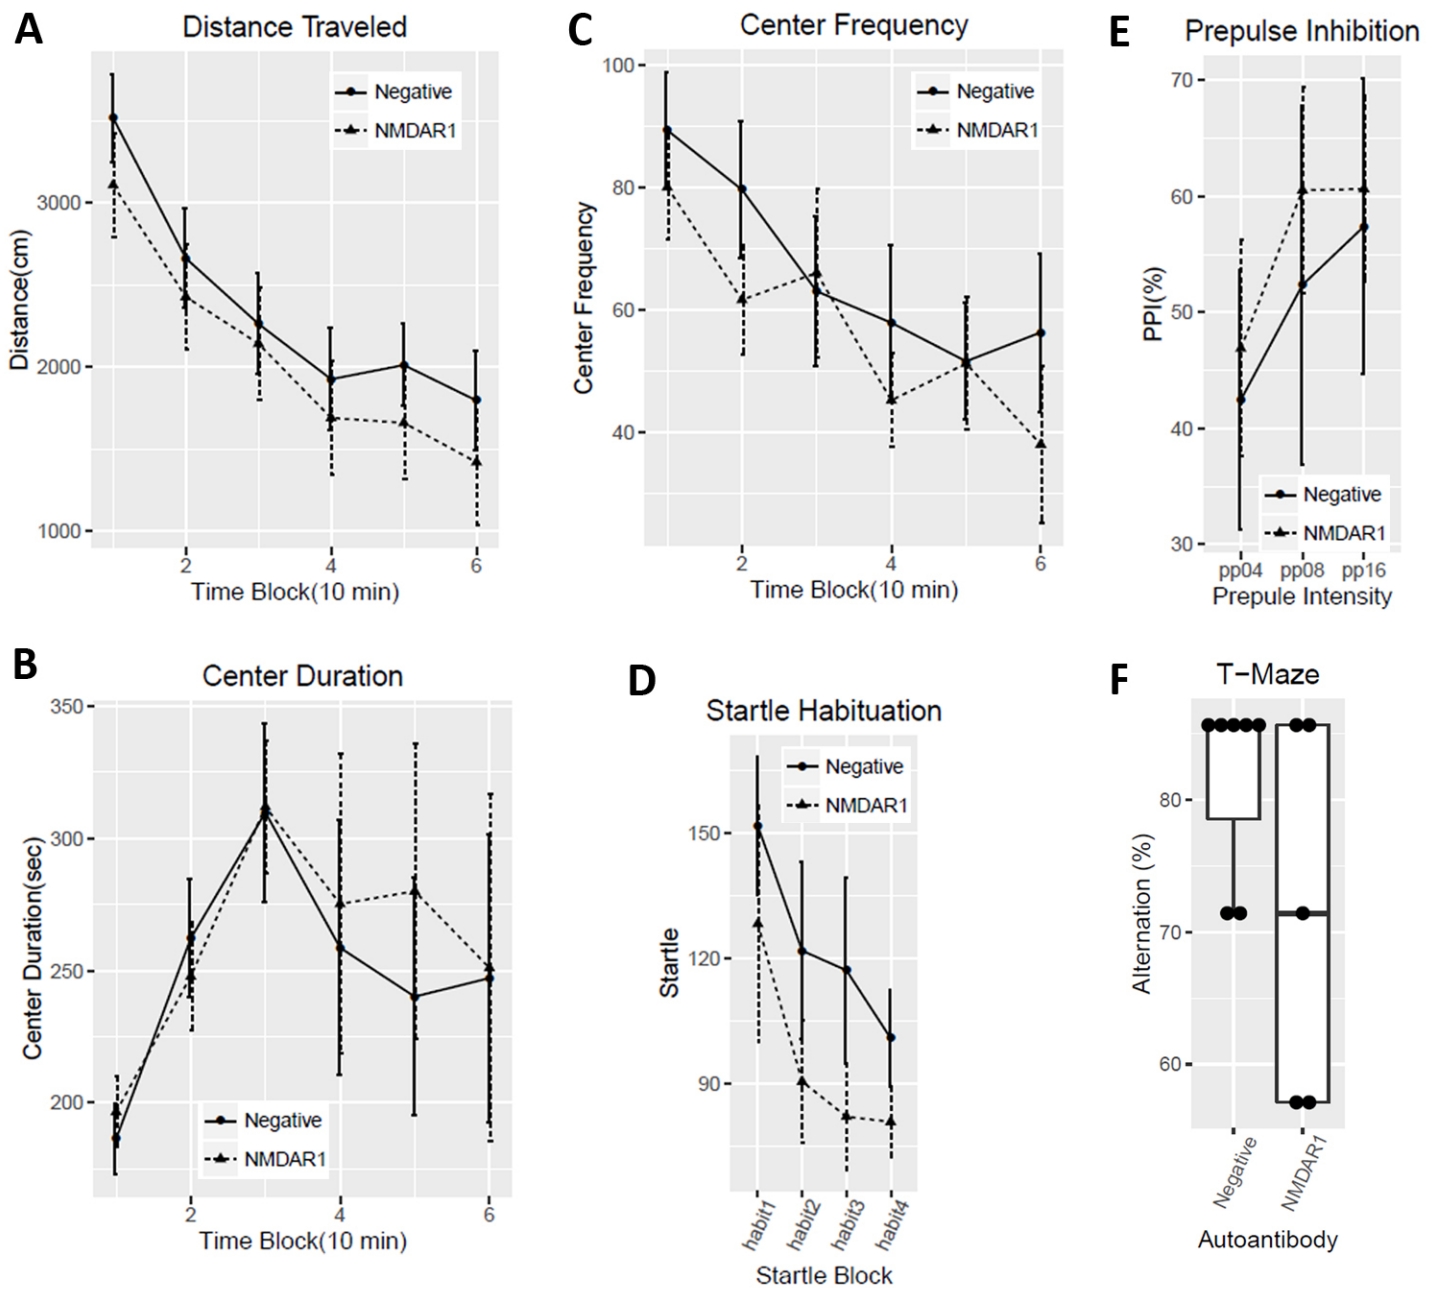 A
Distance Traveled
Negative
NMDAR1
3000
2000
1000
Distance(cm)
2
4
6
Time Block(10 min)
C
Center Frequency
Negative
NMDAR1
100
80
60
40
Center Frequency
2
4
6
Time Block(10 min)
E
Prepulse Inhibition
70
60
50
40
30
PPI(%)
Negative
NMDAR1
pp04
pp08
pp16
Prepule Intensity
B
Center Duration
350
300
250
200
Center Duration(sec)
Negative
NMDAR1
2
4
6
Time Block(10 min)
D
Startle Habituation
Negative
NMDAR1
150
120
90
Startle
habit1
habit2
habit3
habit4
Startle Block
F
T−Maze
80
70
60
Alternation (%)
Negative
NMDAR1
Autoantibody